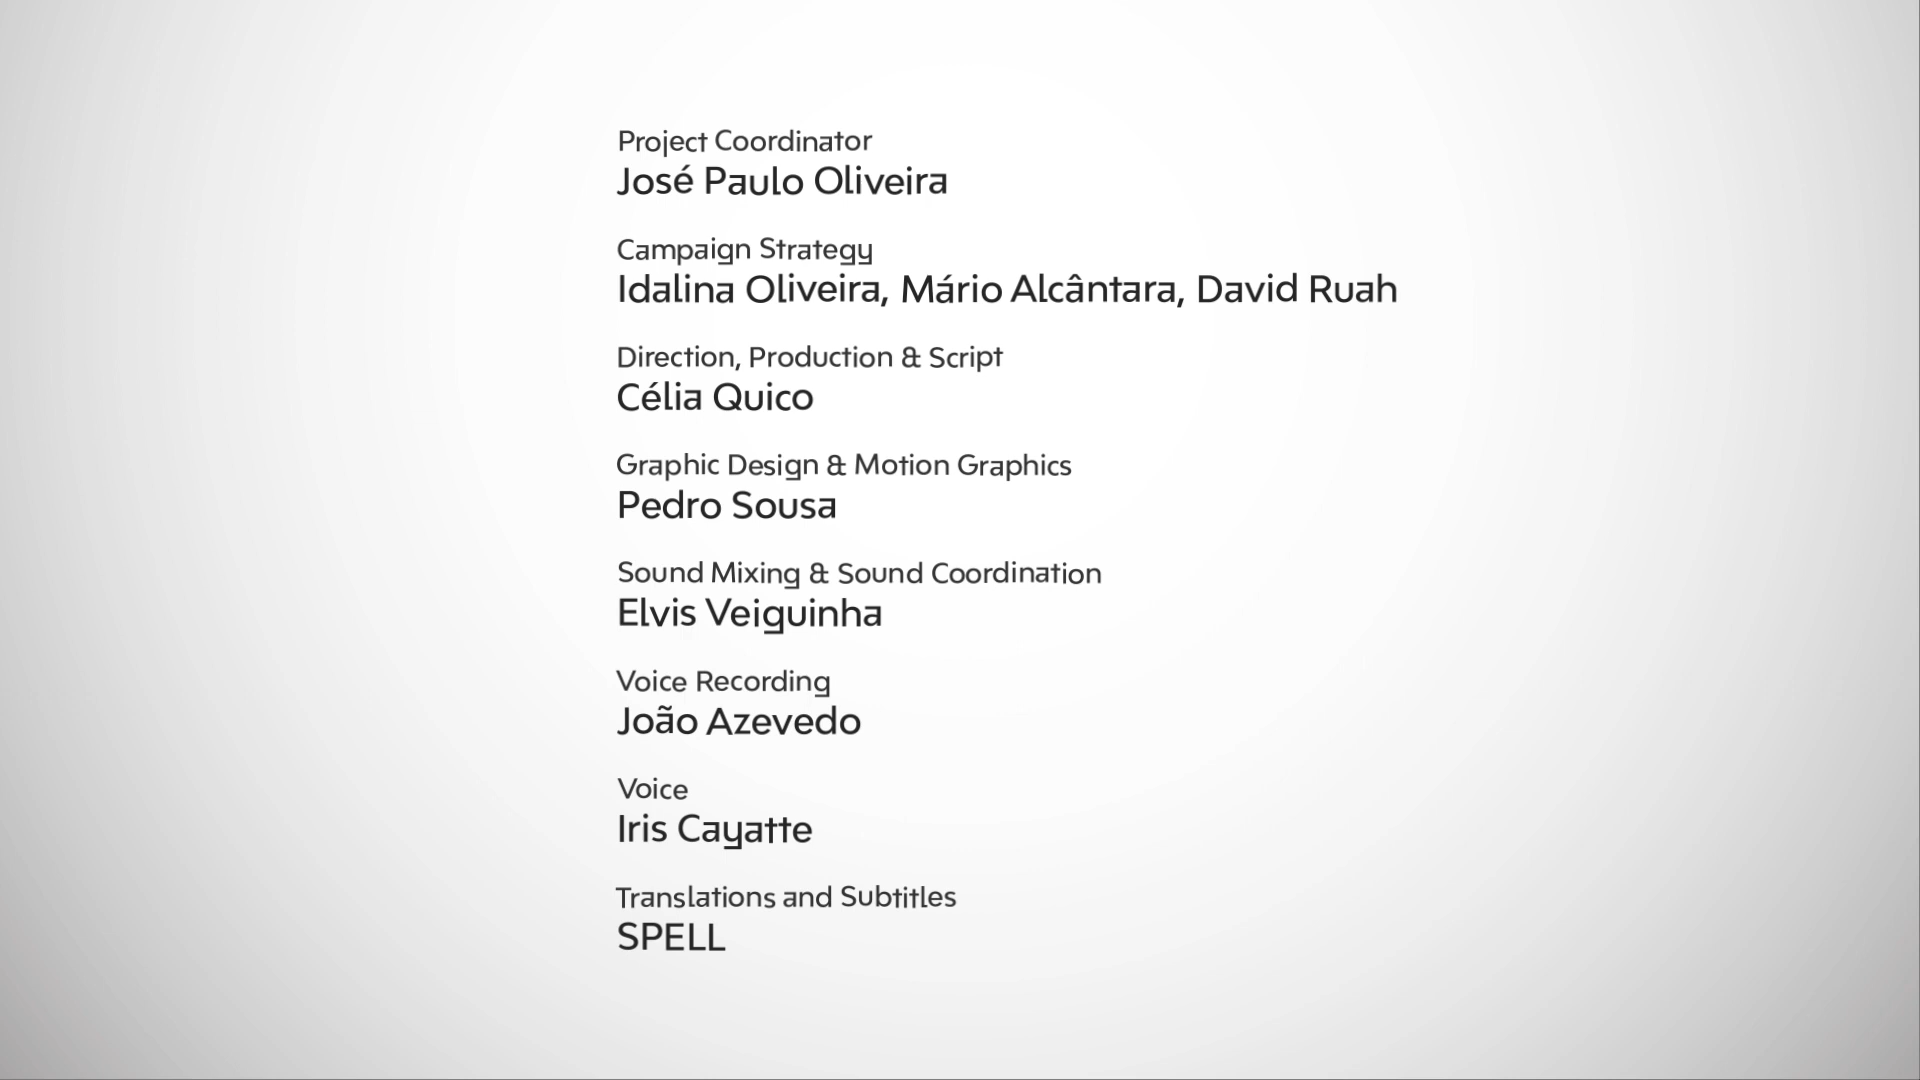 Project Coordinator
José Paulo Oliveira
Campaign Strategy
Idalina Oliveira, Mário Alcântara, David Ruah
Direction, Production & Script
Célia Quico
Graphic Design & Motion Graphics
Pedro Sousa
Sound Mixing & Sound Coordination
Elvis Veiguinha
Voice Recording
João Azevedo
Voice
Iris Cayatte
Translations and Subtitles
SPELL